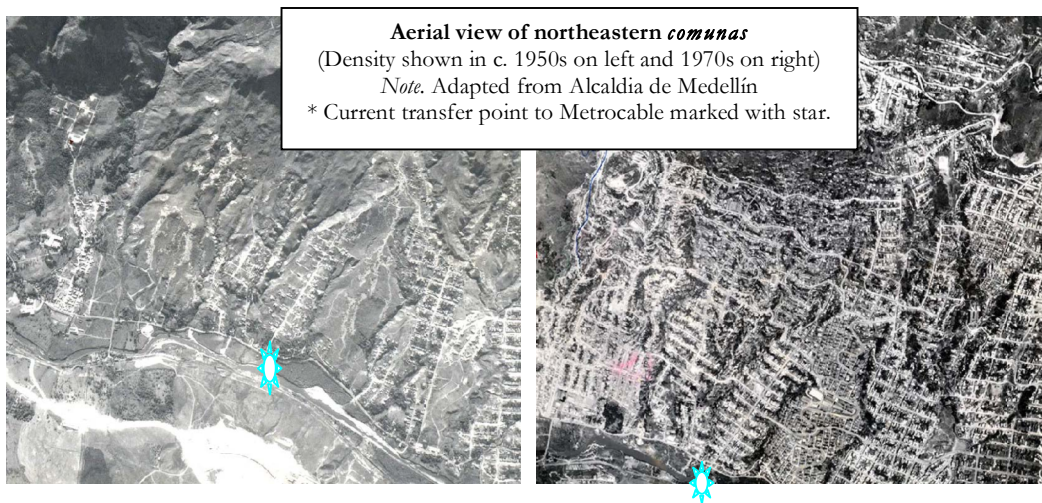 Aerial view of northeastern comunas
(Density shown in c. 1950s on left and 1970s on right)
Note. Adapted from Alcaldia de Medellín
* Current transfer point to Metrocable marked with star.